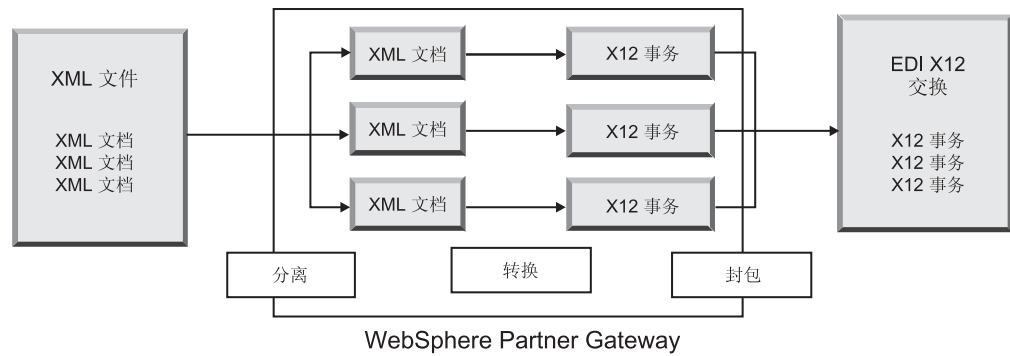 XML 文件
XML 文档
XML 文档
XML 文档
XML 文档
X12 事务
XML 文档
X12 事务
XML 文档
X12 事务
分离
转换
封包
EDI X12
交换
X12 事务
X12 事务
X12 事务
WebSphere Partner Gateway